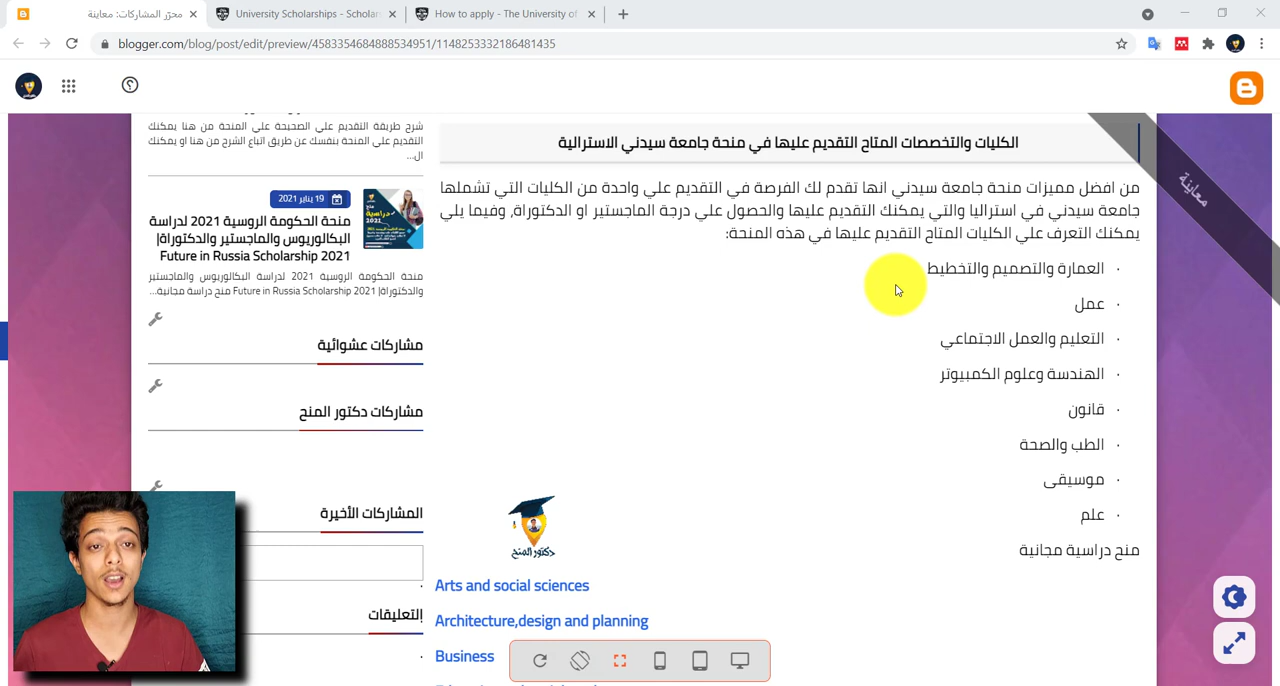 محرّر المشاركات: معاينة
University Scholarships - Scholar
How to apply - The University of
blogger.com/blog/post/edit/preview/4583354684888534951/1148253332186481435
معاينة
الكليات والتخصصات المتاح التقديم عليها في منحة جامعة سيدني الاسترالية
من افضل مميزات منحة جامعة سيدني انها تقدم لك الفرصة في التقديم علي واحدة من الكليات التي تشملها
جامعة سيدني في استراليا والتي يمكنك التقديم عليها والحصول علي درجة الماجستير او الدكتوراة, وفيما يلي
يمكنك التعرف علي الكليات المتاح التقديم عليها في هذه المنحة:
· العمارة والتصميم والتخطيط
· عمل
· التعليم والعمل الاجتماعي
· الهندسة وعلوم الكمبيوتر
· قانون
· الطب والصحة
· موسيقى
· علم
منح دراسية مجانية
دكتور المنح
Arts and social sciences
Architecture,design and planning
Business
شرح طريقة التقديم علي الصحيحة علي المنحة من هنا يمكنك
التقديم علي المنحة بنفسك عن طريق اتباع الشرح من هنا او يمكنك
ال...
19 يناير 2021
منحة الحكومة الروسية 2021 لدراسة
البكالوريوس والماجستير والدكتوراة|
Future in Russia Scholarship 2021
منحة الحكومة الروسية 2021 لدراسة البكالوريوس والماجستير
والدكتوراة| Future in Russia Scholarship 2021 منح دراسة مجانية...
مشاركات عشوائية
مشاركات دكتور المنح
المشاركات الأخيرة
التعليقات